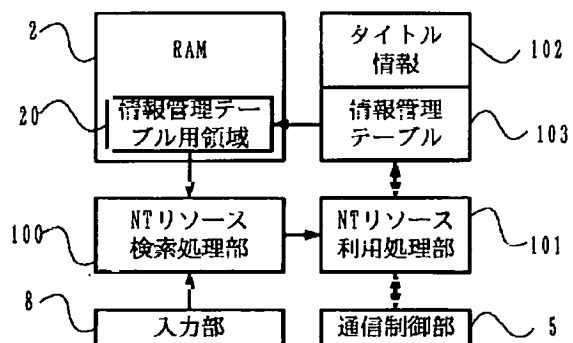 2
RAM
タイトル
情報
102
20
情報管理テー
ブル用領域
情報管理
テーブル
103
100
NTリソース
検索処理部
NTリソース
利用処理部
101
8
入力部
通信制御部
5